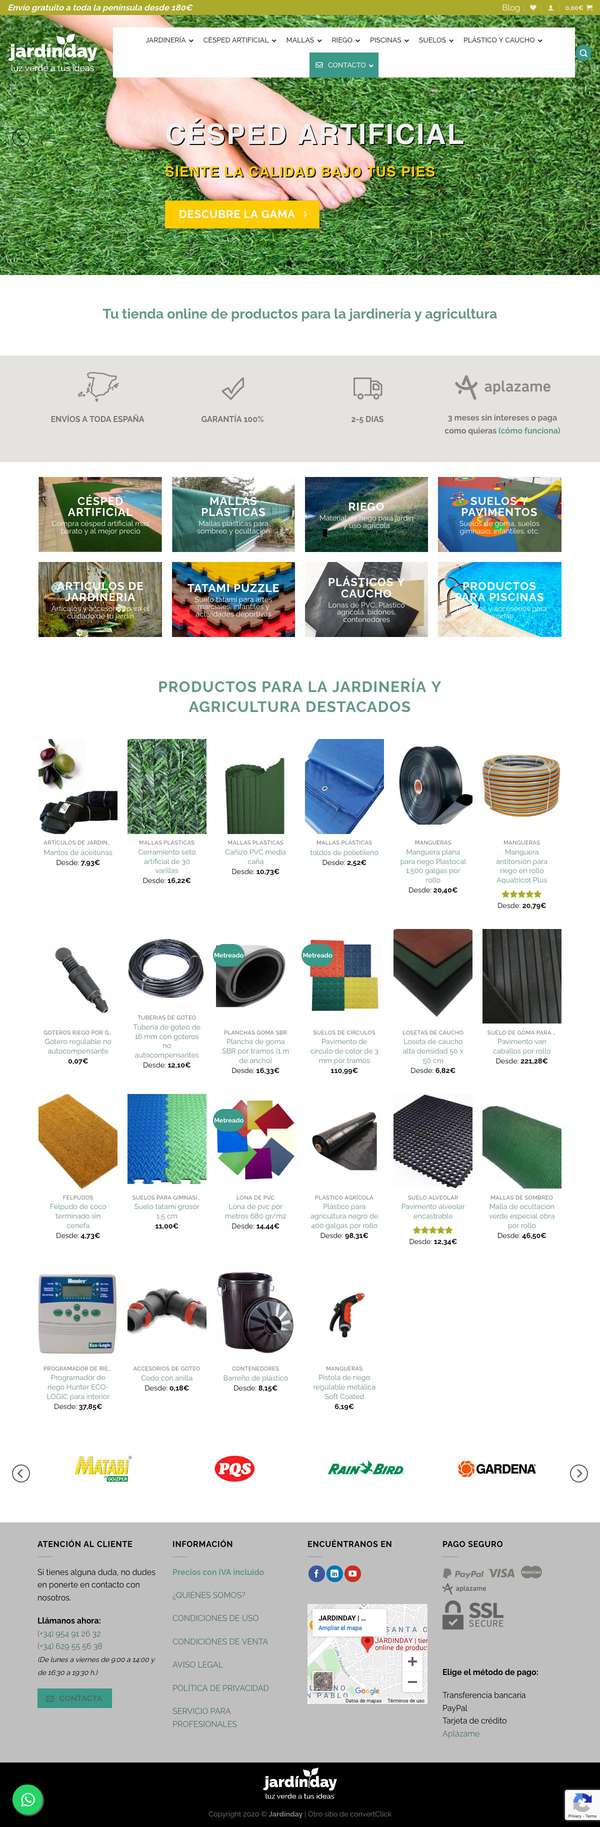 Envío gratuito a toda la península desde 180€
Blog
0,00€
jardinday
luz verde a tus ideas
JARDINERÍA
CÉSPED ARTIFICIAL
MALLAS
RIEGO
PISCINAS
SUELOS
PLÁSTICO Y CAUCHO
CONTACTO
CÉSPED ARTIFICIAL
SIENTE LA CALIDAD BAJO TUS PIES
DESCUBRE LA GAMA
Tu tienda online de productos para la jardinería y agricultura
ENVÍOS A TODA ESPAÑA
GARANTÍA 100%
2-5 DIAS
aplazame
3 meses sin intereses o paga
como quieras (cómo funciona)
CÉSPED
ARTIFICIAL
Compra césped artificial más
barato y al mejor precio
MALLAS
PLÁSTICAS
Mallas plásticas para
sombreo y ocultación
RIEGO
Material de riego para jardín
y uso agrícola
SUELOS Y
PAVIMENTOS
Suelos de goma, suelos
gimnasio, infantiles, etc.
ARTICULOS DE
JARDINERIA
Artículos y accesorios para el
cuidado de tu jardín
TATAMI PUZZLE
Suelo tatami para artes
marciales, infantiles y
actividades deportivas
PLÁSTICOS Y
CAUCHO
Lonas de PVC, Plástico
agrícola, bidones,
contenedores
PRODUCTOS
PARA PISCINAS
PRODUCTOS PARA LA JARDINERÍA Y
AGRICULTURA DESTACADOS
ARTÍCULOS DE JARDIN...
Mantos de aceitunas
Desde: 7,93€
MALLAS PLÁSTICAS
Cerramiento seto
artificial de 30
varillas
Desde: 16,22€
MALLAS PLASTICAS
Cañizo PVC media
caña
Desde: 10,73€
MALLAS PLÁSTICAS
toldos de polietileno
Desde: 2,52€
MANGUERAS
Manguera plana
para riego Plastocal
1.500 galgas por
rollo
Desde: 20,40€
MANGUERAS
Manguera
antitorsión para
riego en rollo
Aquatricot Plus
Desde: 20,79€
GOTEROS RIEGO POR G...
Gotero regulable no
autocompensante
0,07€
TUBERIAS DE GOTEO
Tubería de goteo de
16 mm con goteros
no
autocompensantes
Desde: 12,10€
Metreado
PLANCHAS GOMA SBR
Plancha de goma
SBR por tramos (1 m
de ancho)
Desde: 16,33€
Metreado
SUELOS DE CÍRCULOS
Pavimento de
círculo de color de 3
mm por tramos
110,99€
LOSETAS DE CAUCHO
Loseta de caucho
alta densidad 50 x
50 cm
Desde: 6,82€
SUELO DE GOMA PARA ...
Pavimento van
caballos por rollo
Desde: 221,28€
FELPUDOS
Felpudo de coco
terminado sin
cenefa
Desde: 4,73€
SUELOS PARA GIMNASI...
Suelo tatami grosor
1,5 cm
11,00€
Metreado
LONA DE PVC
Lona de pvc por
metros 680 gr/m2
Desde: 14,44€
PLÁSTICO AGRÍCOLA
Plástico para
agricultura negro de
400 galgas por rollo
Desde: 98,31€
SUELO ALVEOLAR
Pavimento alveolar
encastrable
Desde: 12,34€
MALLAS DE SOMBREO
Malla de ocultación
verde especial obra
por rollo
Desde: 46,50€
Hunter
Eco-Logic
PROGRAMADOR DE RIE...
Programador de
riego Hunter ECO-
LOGIC para interior
Desde: 37,85€
ACCESORIOS DE GOTEO
Codo con anilla
Desde: 0,18€
CONTENEDORES
Barreño de plástico
Desde: 8,15€
MANGUERAS
Pistola de riego
regulable metálica
Soft Coated
6,19€
MATABI
GOIZPER
PQS
RAIN BIRD
GARDENA
ATENCIÓN AL CLIENTE
Si tienes alguna duda, no dudes
en ponerte en contacto con
nosotros.
Llámanos ahora:
(+34) 954 91 26 32
(+34) 629 55 56 38
(De lunes a viernes de 9:00 a 14:00 y
de 16:30 a 19:30 h.)
CONTACTA
INFORMACIÓN
Precios con IVA incluido
¿QUIÉNES SOMOS?
CONDICIONES DE USO
CONDICIONES DE VENTA
AVISO LEGAL
POLÍTICA DE PRIVACIDAD
SERVICIO PARA
PROFESIONALES
ENCUÉNTRANOS EN
JARDINDAY | ...
Ampliar el mapa
SANTA C
JARDINDAY | tien
online de product
N PABLO
Google
Datos de mapas
Términos de uso
PAGO SEGURO
PayPal
VISA
aplazame
SSL
SECURE
Elige el método de pago:
Transferencia bancaria
PayPal
Tarjeta de crédito
Aplázame
jardinday
luz verde a tus ideas
Copyright 2020 © Jardinday | Otro sitio de convertClick
Privacy - Terms